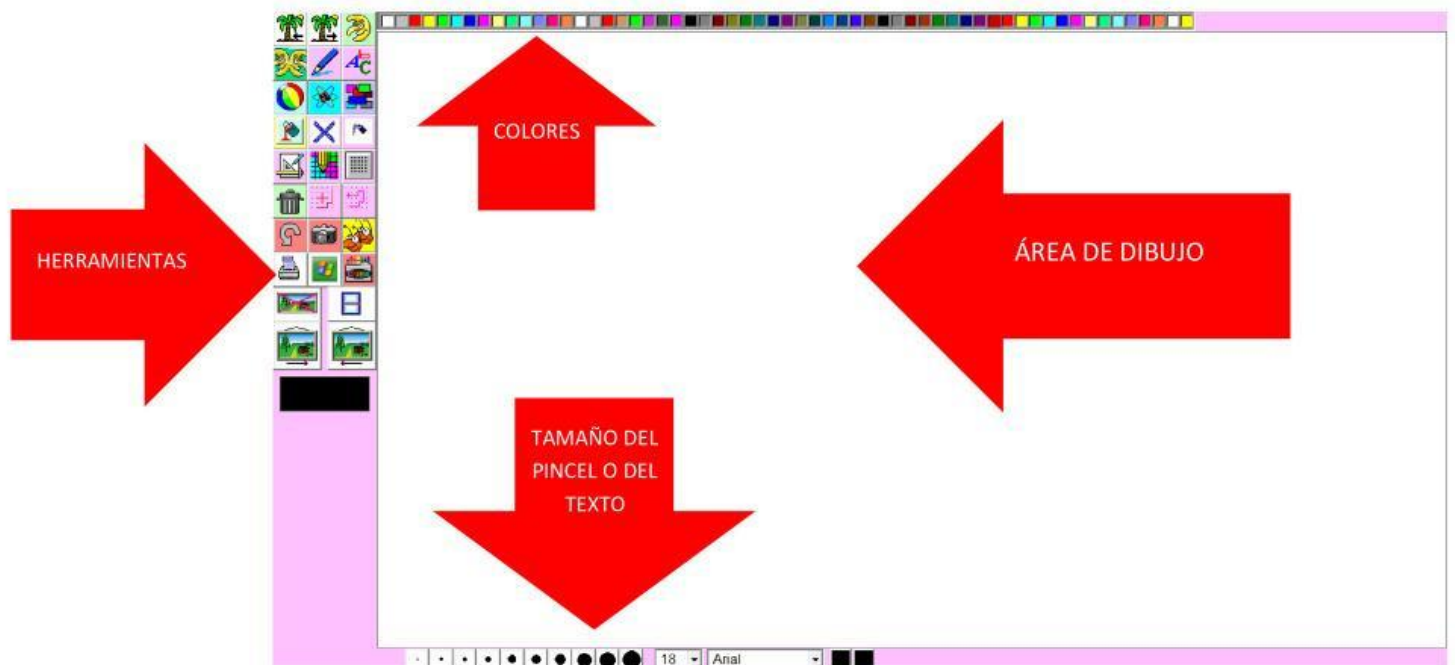 COLORES
HERRAMIENTAS
ÁREA DE DIBUJO
TAMAÑO DEL
PINCEL O DEL
TEXTO
18 Arial